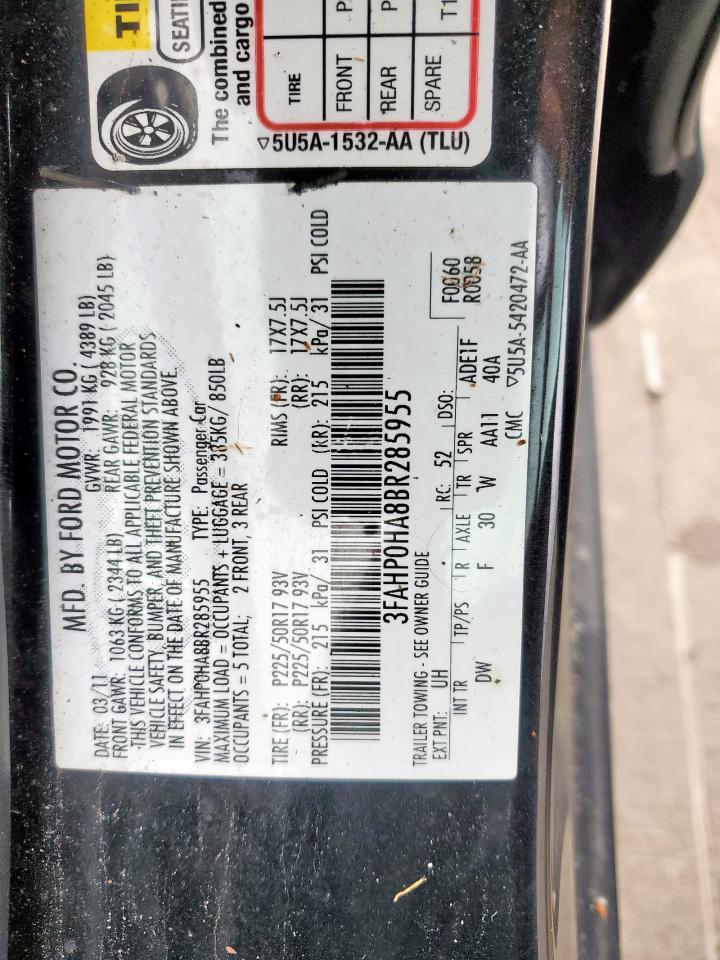 TI
SEATI
The combined
and cargo
TIRE
FRONT P
REAR P
SPARE T1
▽5U5A-1532-AA (TLU)
MFD. BY FORD MOTOR CO.
DATE: 03/11 GVWR: 1991 KG ( 4389 LB)
FRONT GAWR: 1063 KG ( 2344 LB) REAR GAWR: 928 KG ( 2045 LB)
THIS VEHICLE CONFORMS TO ALL APPLICABLE FEDERAL MOTOR
VEHICLE SAFETY, BUMPER, AND THEFT PREVENTION STANDARDS
IN EFFECT ON THE DATE OF MANUFACTURE SHOWN ABOVE.
VIN: 3FAHP0HA8BR285955 TYPE: Passenger Car
MAXIMUM LOAD = OCCUPANTS + LUGGAGE = 385KG/ 850LB
OCCUPANTS = 5 TOTAL; 2 FRONT, 3 REAR
TIRE (FR): P225/50R17 93V RIMS (FR): 17X7.5J
(RR): P225/50R17 93V (RR): 17X7.5J
PRESSURE (FR): 215 kPa/ 31 PSI COLD (RR): 215 kPa/ 31 PSI COLD
3FAHP0HA8BR285955
F0060
R0058
TRAILER TOWING - SEE OWNER GUIDE
EXT PNT: UH RC: 52 DSO:
INT TR TP/PS R AXLE TR SPR ADE1F
DW F 30 W AA11 40A
CMC ▽5U5A-5420472-AA